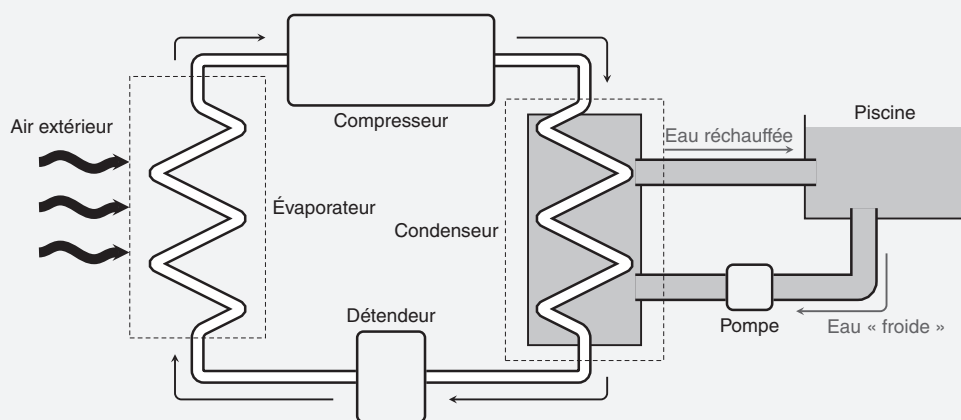 Compresseur
Air extérieur
Eau réchauffée
Piscine
Évaporateur
Condenseur
Détendeur
Pompe
Eau « froide »